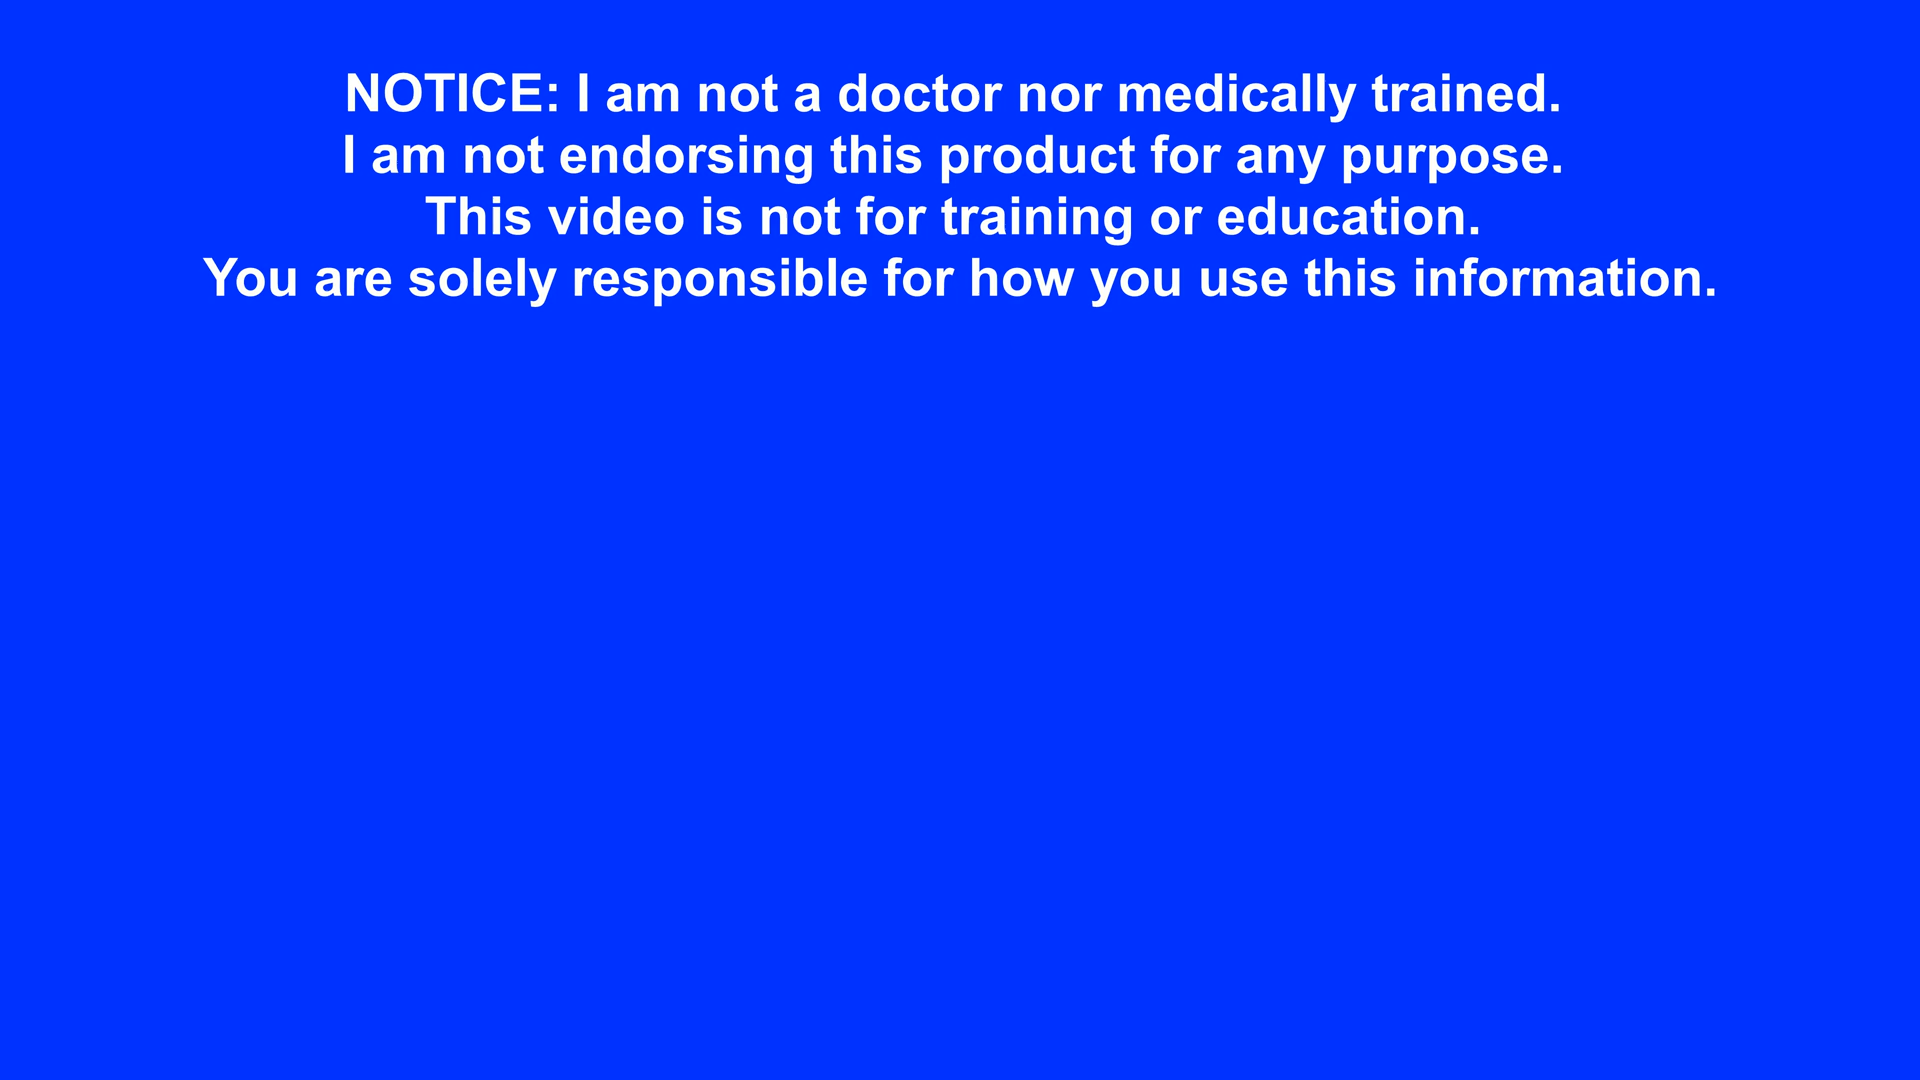 NOTICE: I am not a doctor nor medically trained.
I am not endorsing this product for any purpose.
This video is not for training or education.
You are solely responsible for how you use this information.